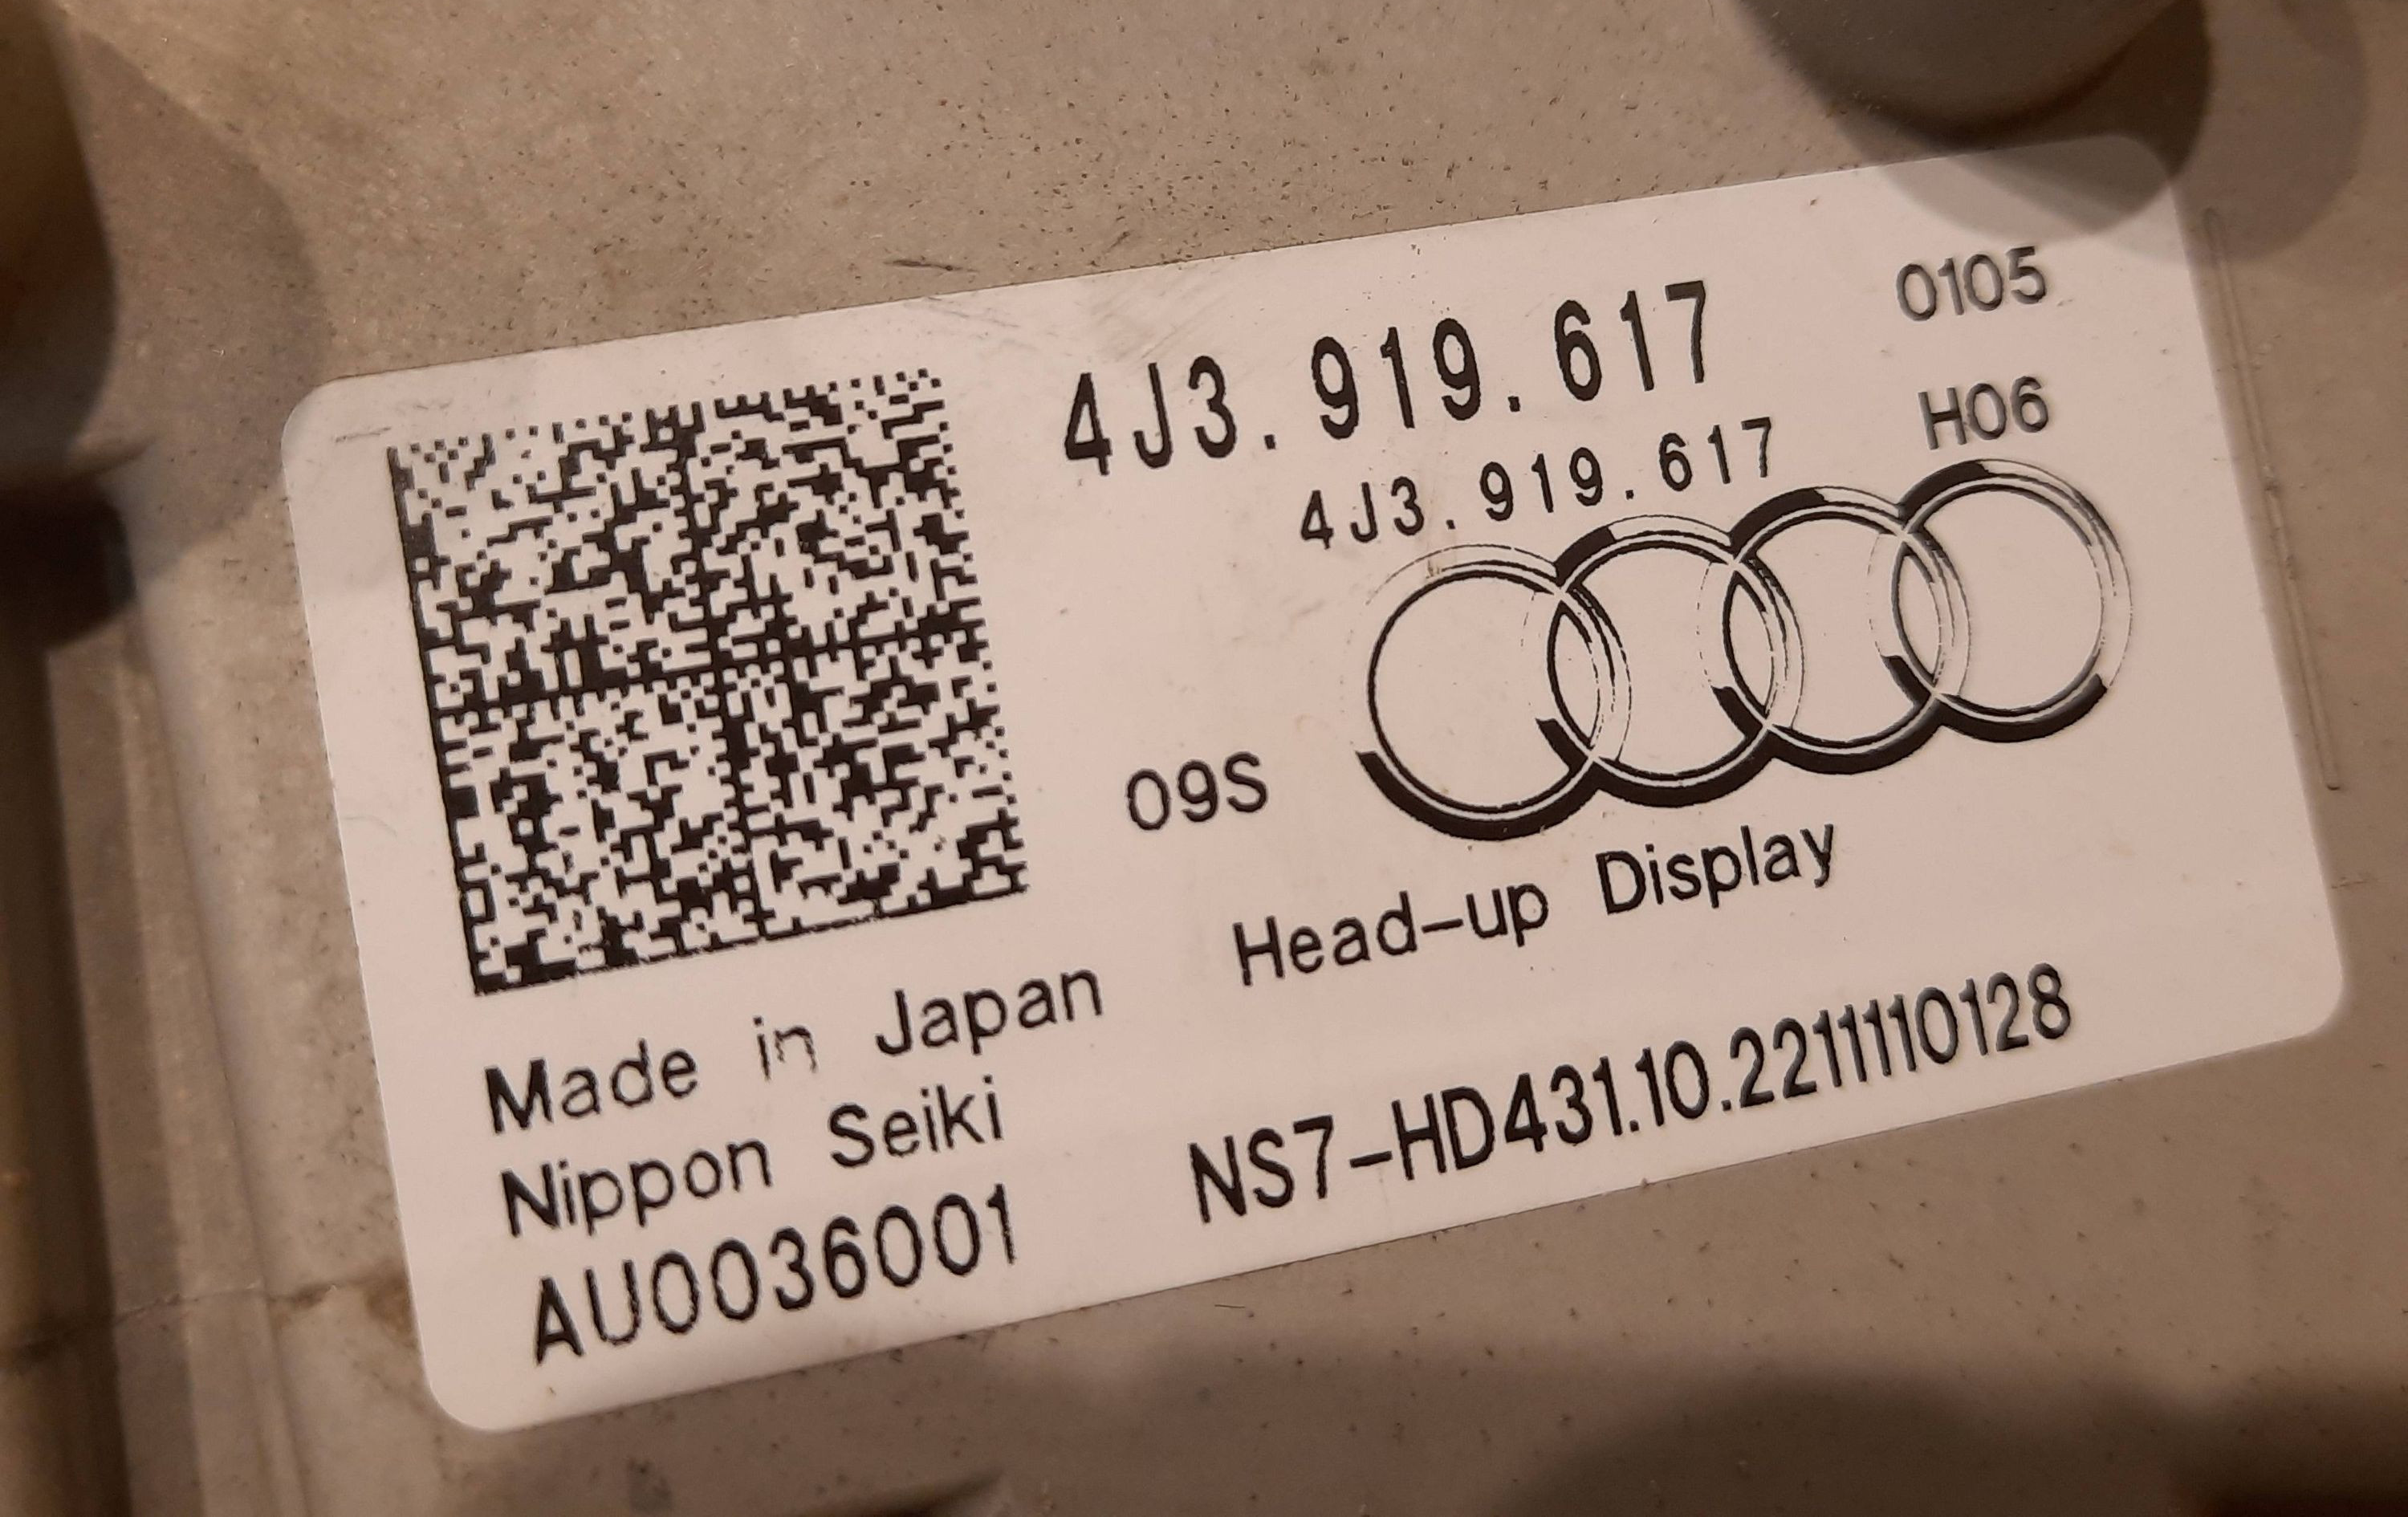 4J3.919.617 0105
4J3.919.617 H06
09S
Head-up Display
Made in Japan
Nippon Seiki
AU0036001 NS7-HD431.10.2211110128